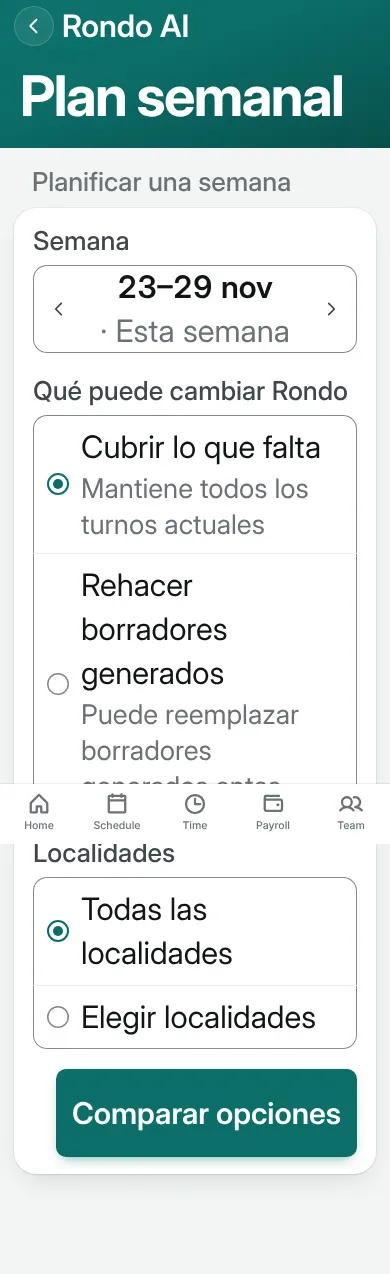 Rondo AI
Plan semanal
Planificar una semana
Semana
23–29 nov
· Esta semana
Qué puede cambiar Rondo
Cubrir lo que falta
Mantiene todos los
turnos actuales
Rehacer
borradores
generados
Puede reemplazar
borradores
Home
Schedule
Time
Payroll
Team
Localidades
Todas las
localidades
Elegir localidades
Comparar opciones